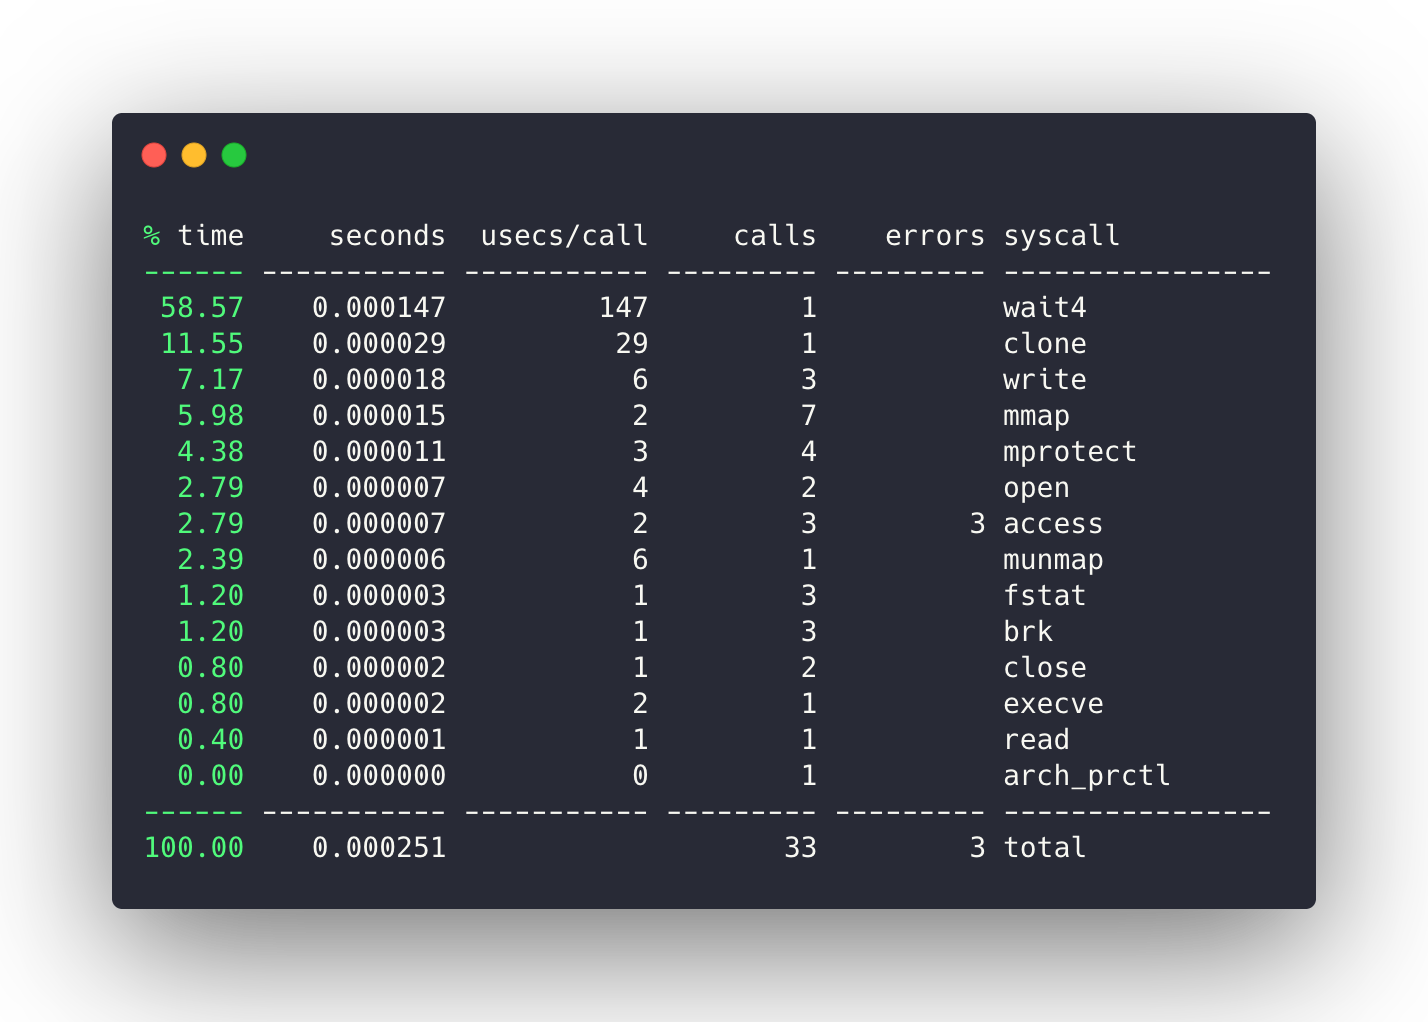 % time     seconds  usecs/call     calls    errors syscall
------ ----------- ----------- --------- --------- ----------------
 58.57    0.000147         147         1           wait4
 11.55    0.000029          29         1           clone
  7.17    0.000018           6         3           write
  5.98    0.000015           2         7           mmap
  4.38    0.000011           3         4           mprotect
  2.79    0.000007           4         2           open
  2.79    0.000007           2         3         3 access
  2.39    0.000006           6         1           munmap
  1.20    0.000003           1         3           fstat
  1.20    0.000003           1         3           brk
  0.80    0.000002           1         2           close
  0.80    0.000002           2         1           execve
  0.40    0.000001           1         1           read
  0.00    0.000000           0         1           arch_prctl
------ ----------- ----------- --------- --------- ----------------
100.00    0.000251                    33         3 total